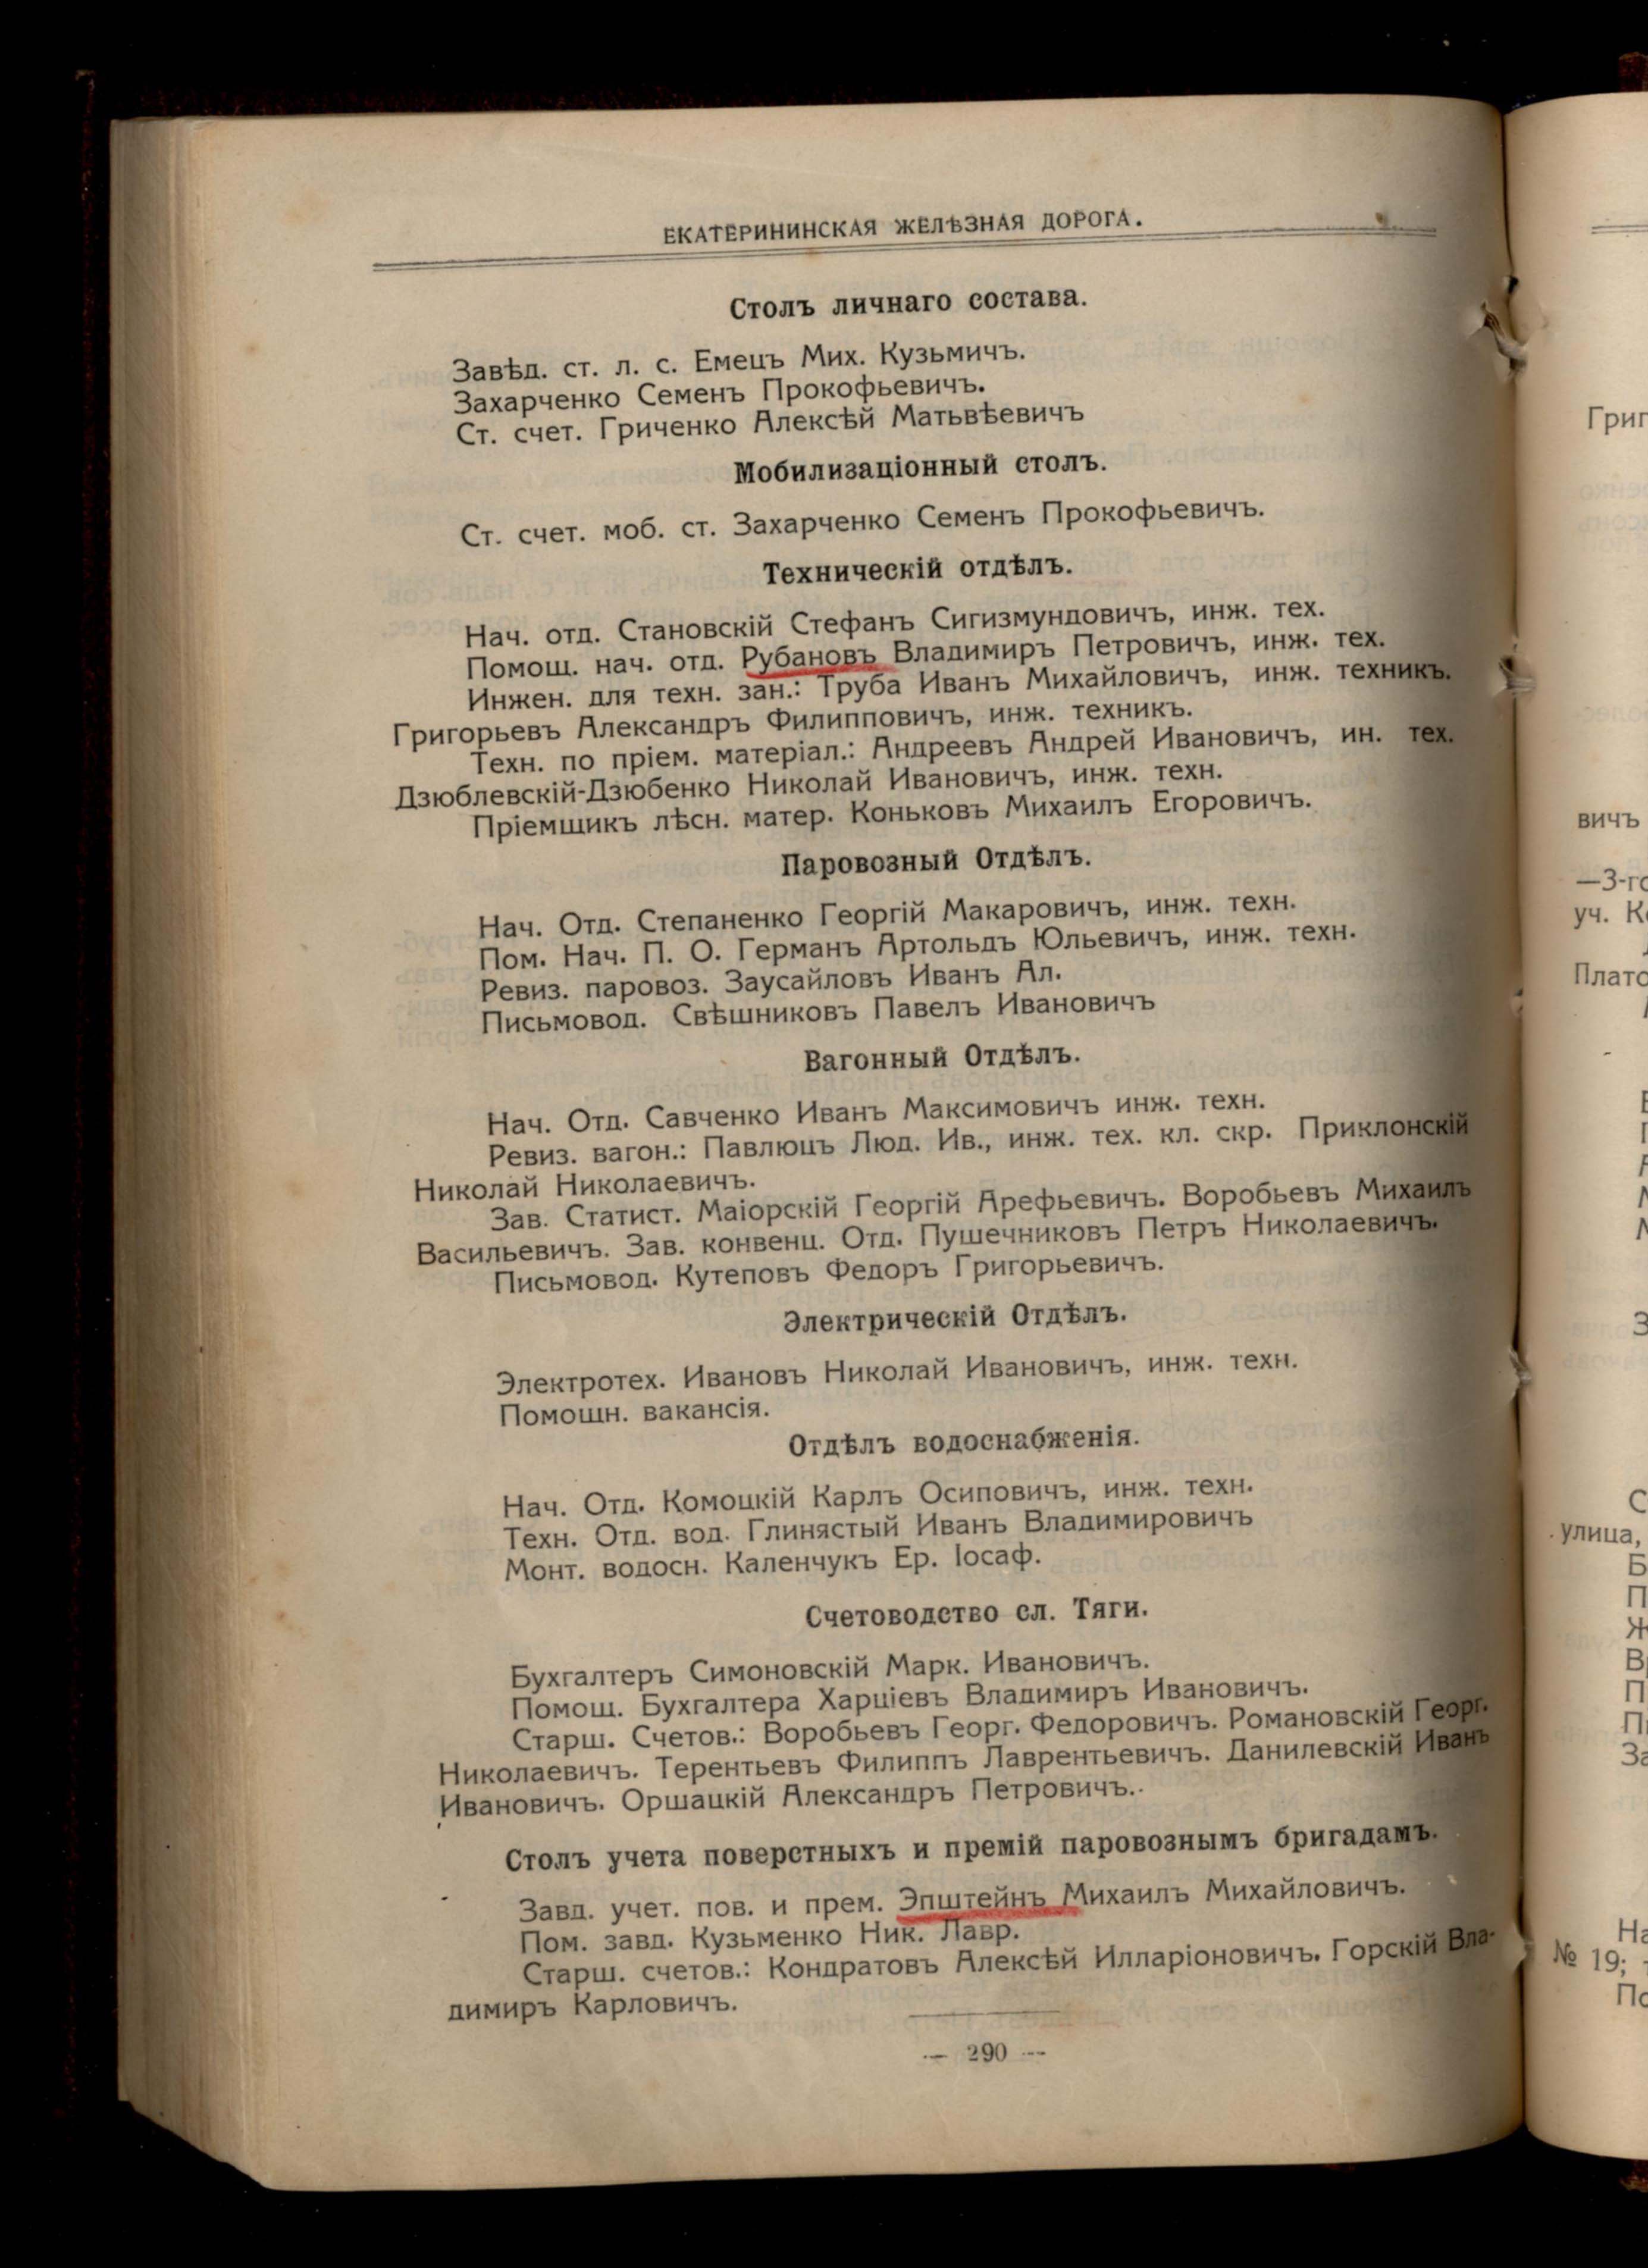 ЕКАТЕРИНИНСКАЯ ЖЕЛѢЗНАЯ ДОРОГА.
Столъ личнаго состава.
Завѣд. ст. л. с. Емецъ Мих. Кузьмичъ.
Захарченко Семенъ Прокофьевичъ.
Ст. счет. Гриченко Алексѣй Матьвѣевичъ
Мобилизаціонный столъ.
Ст. счет. моб. ст. Захарченко Семенъ Прокофьевичъ.
Техническій отдѣлъ.
Нач. отд. Становскій Стефанъ Сигизмундовичъ, инж. тех.
Помощ. нач. отд. Рубановъ Владимиръ Петровичъ, инж. тех.
Инжен. для техн. зан.: Труба Иванъ Михайловичъ, инж. техникъ.
Григорьевъ Александръ Филипповичъ, инж. техникъ.
Техн. по пріем. матеріал.: Андреевъ Андрей Ивановичъ, ин. тех.
Дзюблевскій-Дзюбенко Николай Ивановичъ, инж. техн.
Пріемщикъ лѣсн. матер. Коньковъ Михаилъ Егоровичъ.
Паровозный Отдѣлъ.
Нач. Отд. Степаненко Георгій Макаровичъ, инж. техн.
Пом. Нач. П. О. Германъ Артольдъ Юльевичъ, инж. техн.
Ревиз. паровоз. Заусайловъ Иванъ Ал.
Письмовод. Свѣшниковъ Павелъ Ивановичъ
Вагонный Отдѣлъ.
Нач. Отд. Савченко Иванъ Максимовичъ инж. техн.
Ревиз. вагон.: Павлюцъ Люд. Ив., инж. тех. кл. скр. Приклонскій
Николай Николаевичъ.
Зав. Статист. Маіорскій Георгій Арефьевичъ. Воробьевъ Михаилъ
Васильевичъ. Зав. конвенц. Отд. Пушечниковъ Петръ Николаевичъ.
Письмовод. Кутеповъ Федоръ Григорьевичъ.
Электрическій Отдѣлъ.
Электротех. Ивановъ Николай Ивановичъ, инж. техн.
Помощн. вакансія.
Отдѣлъ водоснабженія.
Нач. Отд. Комоцкій Карлъ Осиповичъ, инж. техн.
Техн. Отд. вод. Глинястый Иванъ Владимировичъ
Монт. водосн. Каленчукъ Ер. Іосаф.
Счетоводство сл. Тяги.
Бухгалтеръ Симоновскій Марк. Ивановичъ.
Помощ. Бухгалтера Харціевъ Владимиръ Ивановичъ.
Старш. Счетов.: Воробьевъ Георг. Федоровичъ. Романовскій Георг.
Николаевичъ. Терентьевъ Филиппъ Лаврентьевичъ. Данилевскій Иванъ
Ивановичъ. Оршацкій Александръ Петровичъ.
Столъ учета поверстныхъ и премій паровознымъ бригадамъ.
Завд. учет. пов. и прем. Эпштейнъ Михаилъ Михайловичъ.
Пом. завд. Кузьменко Ник. Лавр.
Старш. счетов.: Кондратовъ Алексѣй Илларіоновичъ. Горскій Вла-
димиръ Карловичъ.
— 290 —
вичъ
—3-го
уч.
улица,
№ 19;